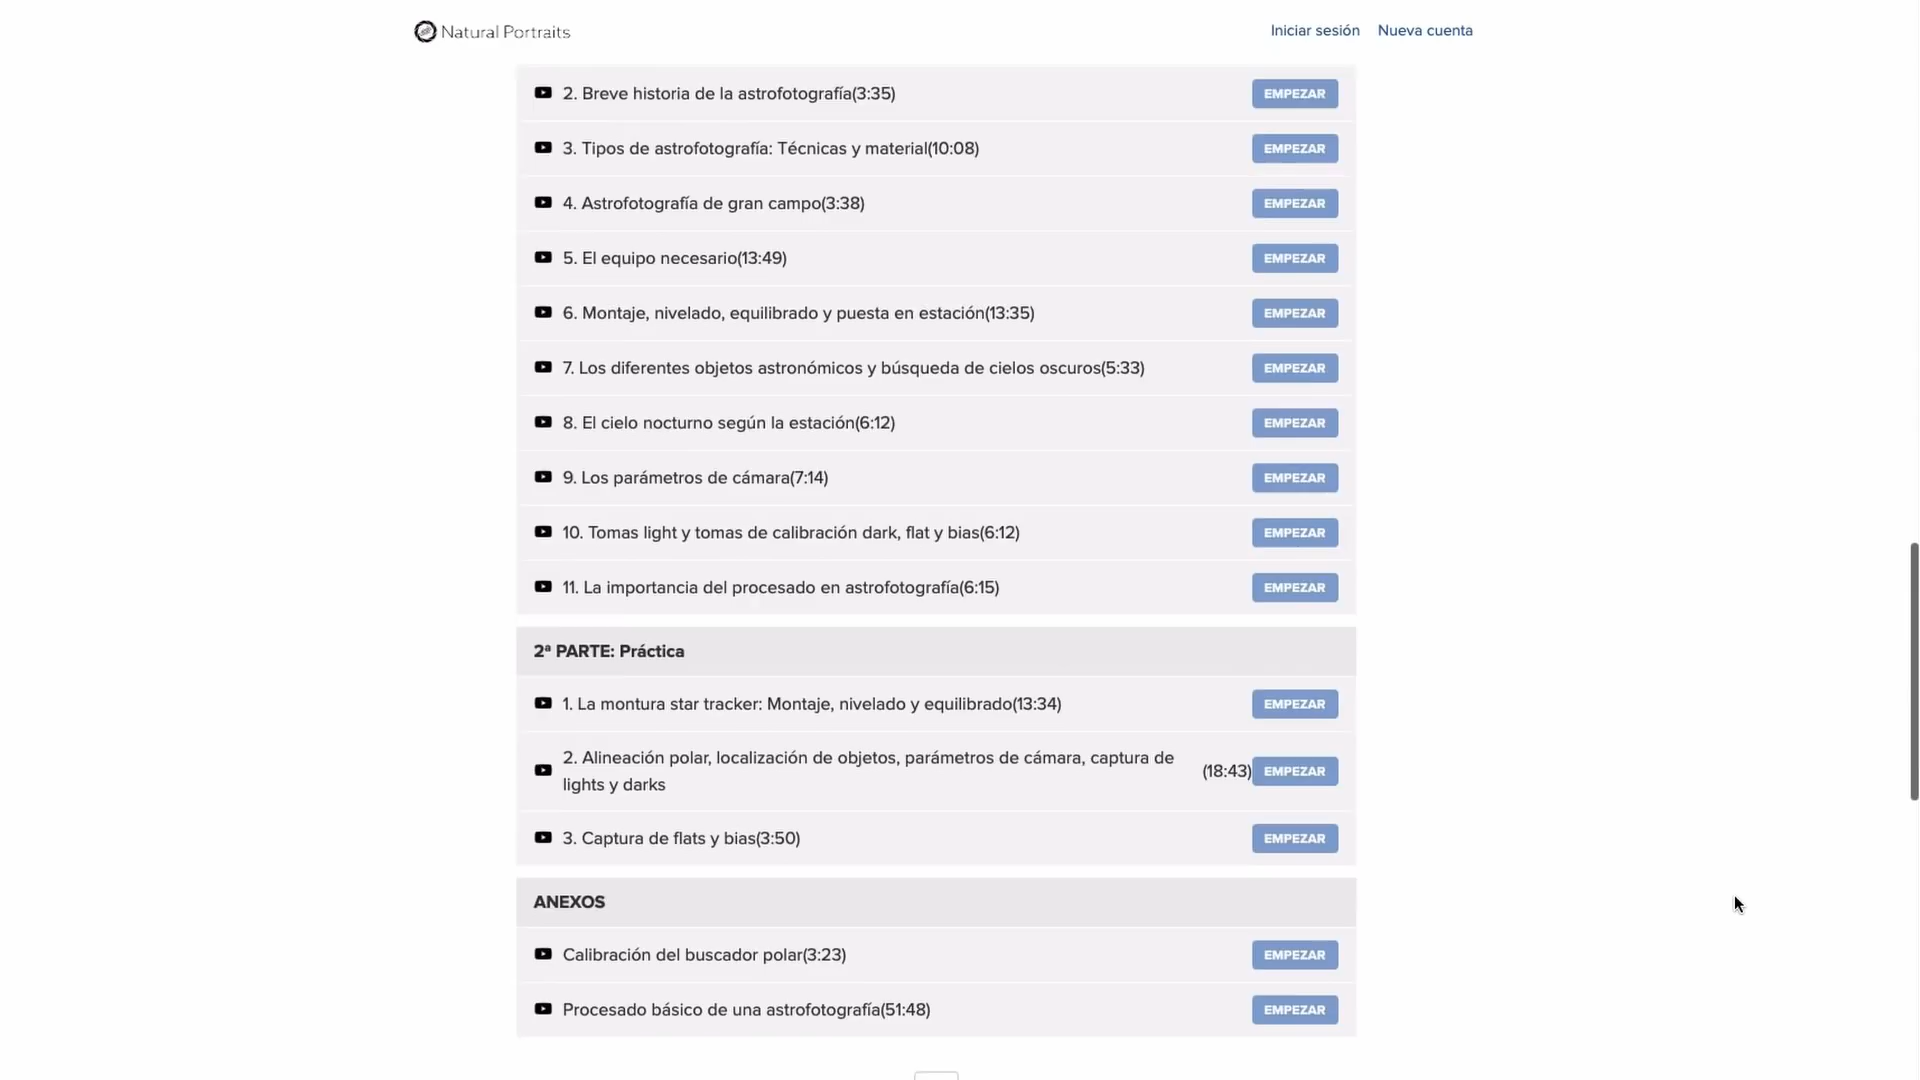 Natural Portraits
Iniciar sesión Nueva cuenta
2. Breve historia de la astrofotografía(3:35) EMPEZAR
3. Tipos de astrofotografía: Técnicas y material(10:08) EMPEZAR
4. Astrofotografía de gran campo(3:38) EMPEZAR
5. El equipo necesario(13:49) EMPEZAR
6. Montaje, nivelado, equilibrado y puesta en estación(13:35) EMPEZAR
7. Los diferentes objetos astronómicos y búsqueda de cielos oscuros(5:33) EMPEZAR
8. El cielo nocturno según la estación(6:12) EMPEZAR
9. Los parámetros de cámara(7:14) EMPEZAR
10. Tomas light y tomas de calibración dark, flat y bias(6:12) EMPEZAR
11. La importancia del procesado en astrofotografía(6:15) EMPEZAR
2ª PARTE: Práctica
1. La montura star tracker: Montaje, nivelado y equilibrado(13:34) EMPEZAR
2. Alineación polar, localización de objetos, parámetros de cámara, captura de
lights y darks
(18:43) EMPEZAR
3. Captura de flats y bias(3:50) EMPEZAR
ANEXOS
Calibración del buscador polar(3:23) EMPEZAR
Procesado básico de una astrofotografía(51:48) EMPEZAR